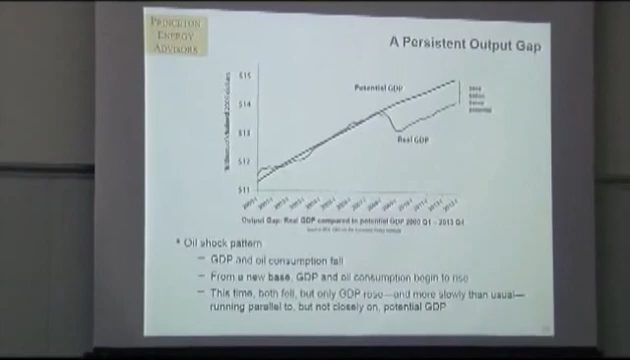 PRINCETON
ENERGY
ADVISORS
A Persistent Output Gap
$15
Potential GDP
$14
$13
Real GDP
$12
$11
Output Gap: Real GDP compared to potential GDP 2000 Q1 - 2013 Q4
* Oil shock pattern
– GDP and oil consumption fall
– From a new base, GDP and oil consumption begin to rise
– This time, both fell, but only GDP rose—and more slowly than usual—
running parallel to, but not closely on, potential GDP